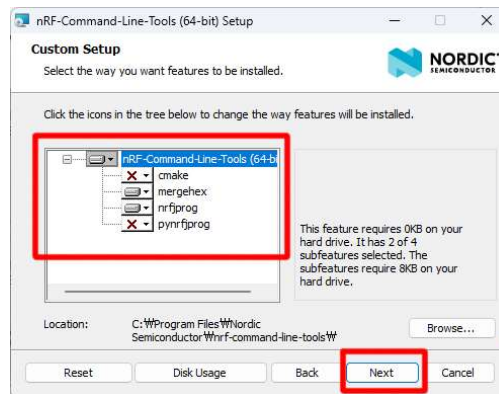 nRF-Command-Line-Tools (64-bit) Setup
Custom Setup
Select the way you want features to be installed.
NORDIC
SEMICONDUCTOR
Click the icons in the tree below to change the way features will be installed.
nRF-Command-Line-Tools (64-bi
cmake
mergehex
nrfjprog
pynrfjprog
This feature requires 0KB on your
hard drive. It has 2 of 4
subfeatures selected. The
subfeatures require 8KB on your
hard drive.
Location:
C:₩Program Files₩Nordic
Semiconductor₩nrf-command-line-tools₩
Browse...
Reset
Disk Usage
Back
Next
Cancel